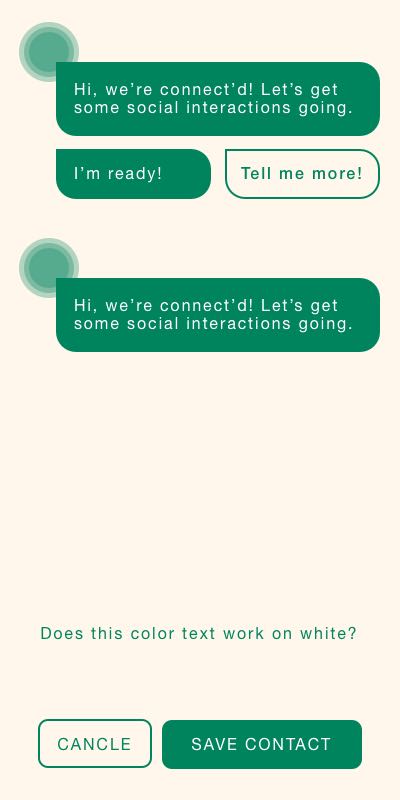 Hi, we’re connect’d! Let’s get
some social interactions going.
I’m ready!
Tell me more!
Hi, we’re connect’d! Let’s get
some social interactions going.
Does this color text work on white?
CANCLE
SAVE CONTACT